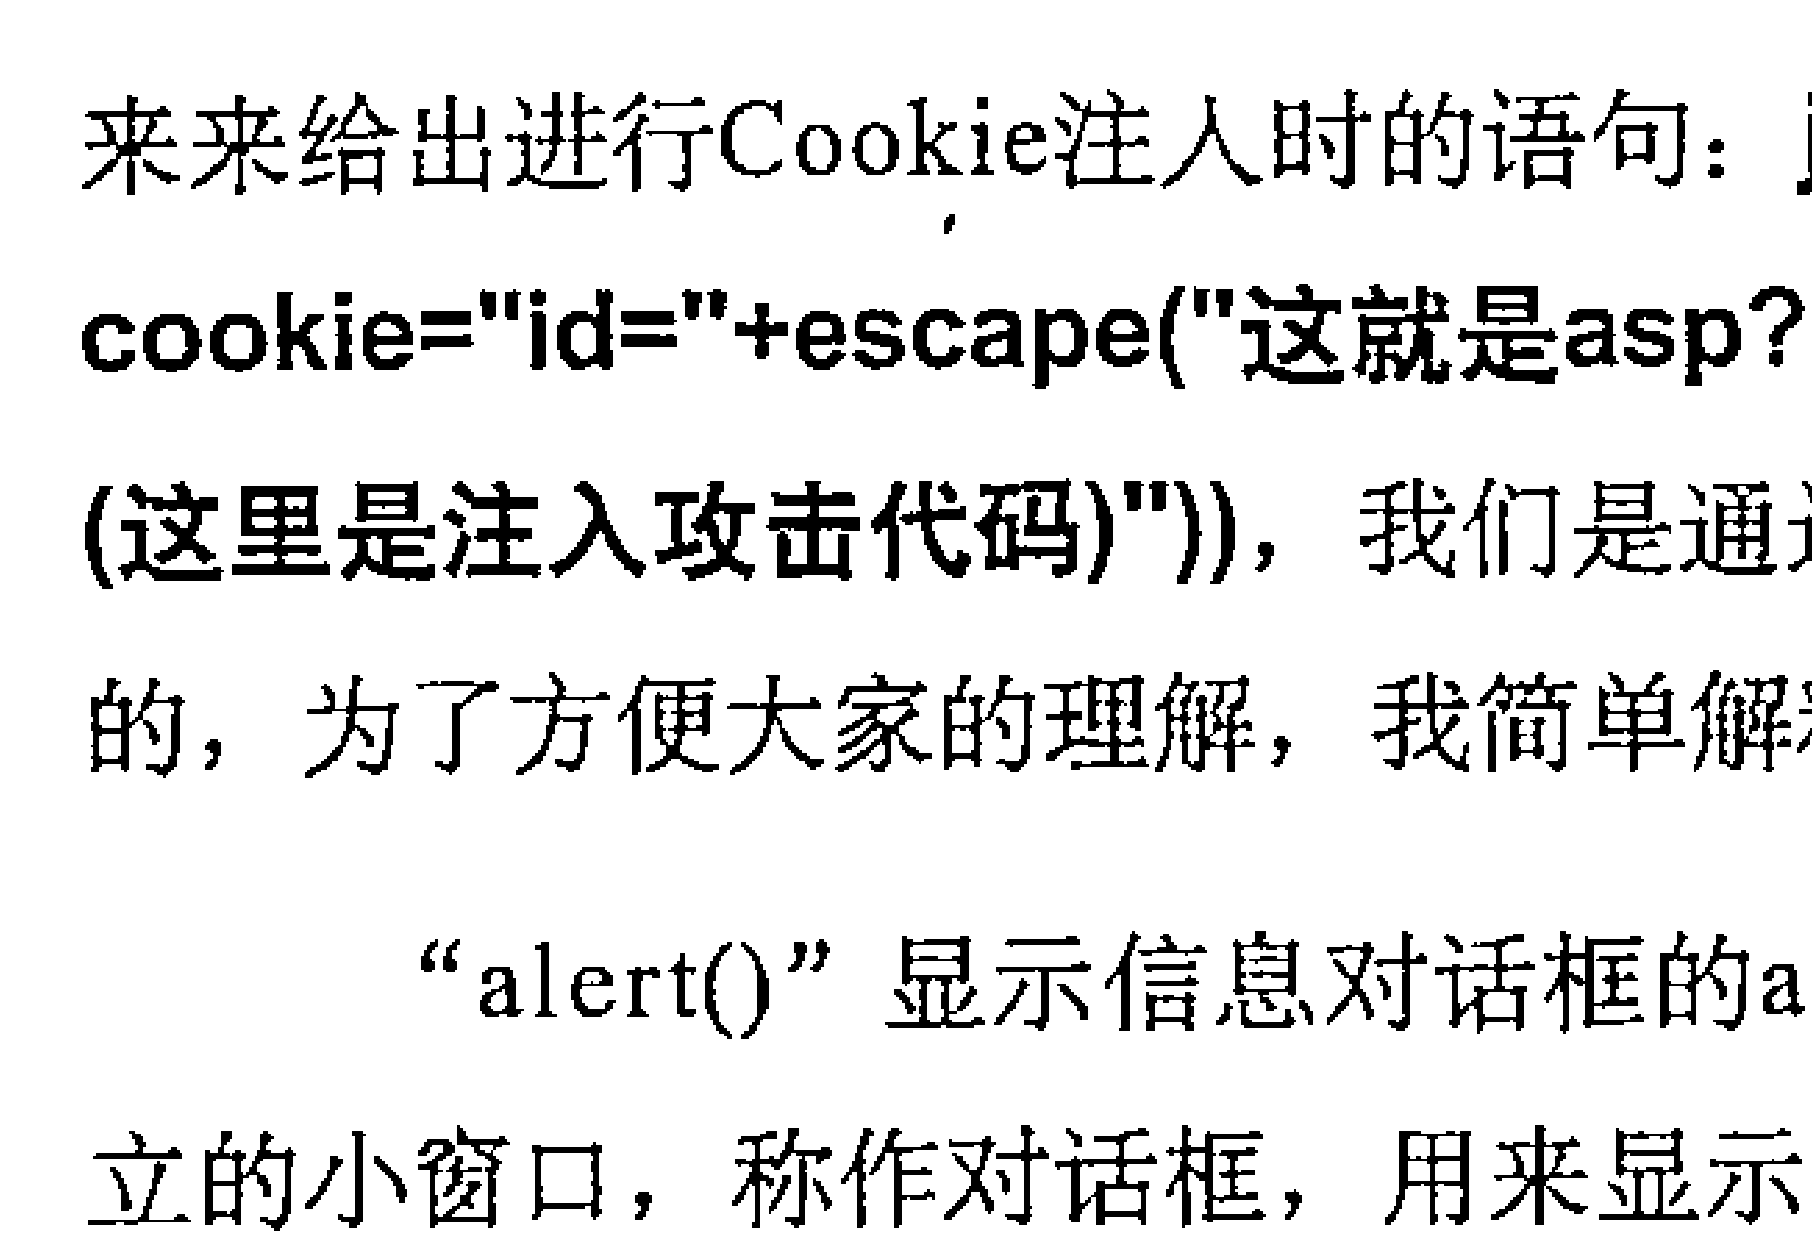 来来给出进行Cookie注入时的语句：
cookie="id="+escape("这就是asp?
(这里是注入攻击代码)"))，我们是通
的，为了方便大家的理解，我简单解
“alert()”显示信息对话框的a
立的小窗口，称作对话框，用来显示